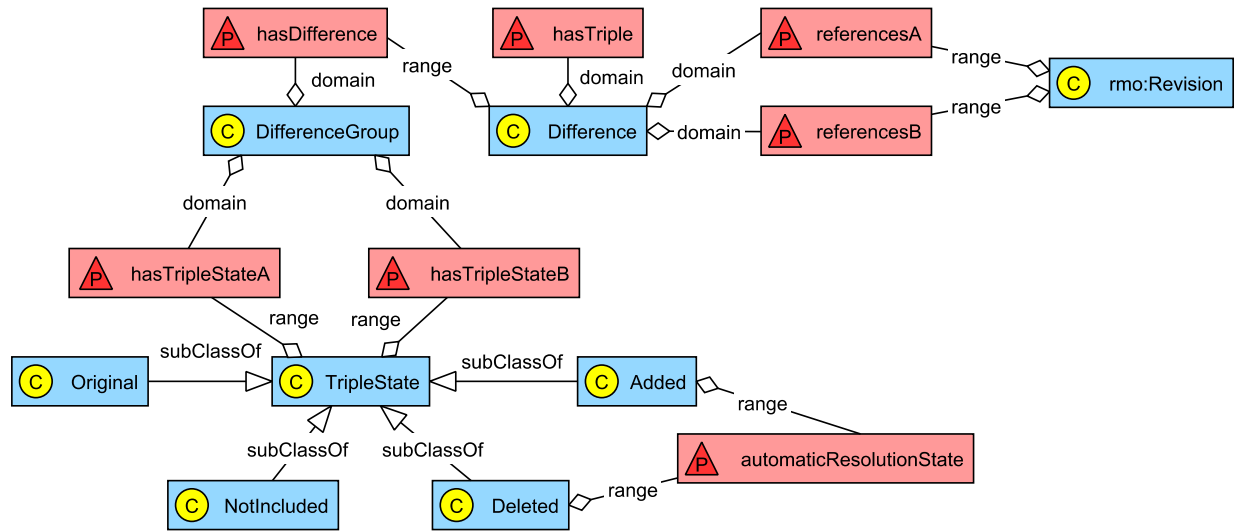 P hasDifference
P hasTriple
P referencesA
range
domain
domain
domain
range
C rmo:Revision
range
C DifferenceGroup
C Difference
domain
P referencesB
domain
domain
P hasTripleStateA
P hasTripleStateB
range
range
subClassOf
subClassOf
C Original
C TripleState
C Added
range
subClassOf
subClassOf
P automaticResolutionState
range
C NotIncluded
C Deleted